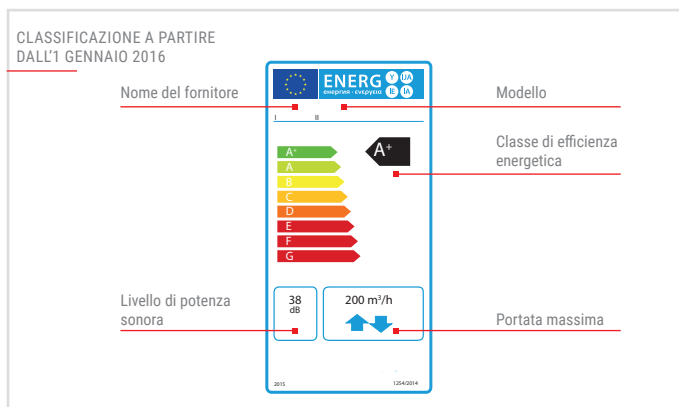 CLASSIFICAZIONE A PARTIRE
DALL'1 GENNAIO 2016
Nome del fornitore
Modello
Classe di efficienza
energetica
Livello di potenza
sonora
Portata massima
ENERG
енергия · ενεργεια
Y IJA
IE IA
I II
A+
A+
A
B
C
D
E
F
G
38
dB
200 m³/h
2015
1254/2014